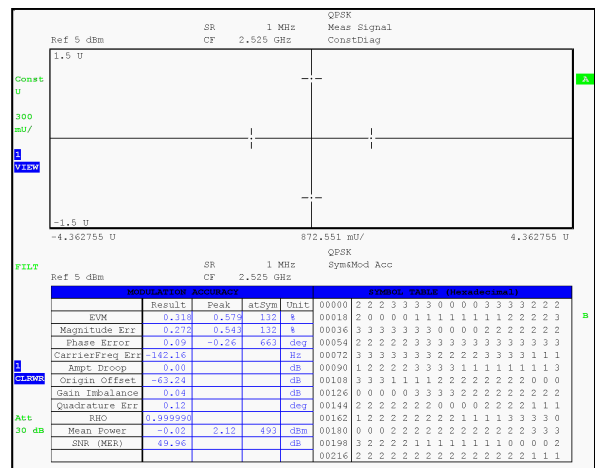 QPSK
SR 1 MHz Meas Signal
Ref 5 dBm CF 2.525 GHz ConstDiag
1.5 U
Const
U
A
300
mU/
1
VIEW
-1.5 U
-4.362755 U 872.551 mU/ 4.362755 U
QPSK
FILT SR 1 MHz Sym&Mod Acc
Ref 5 dBm CF 2.525 GHz
ACCURACY SYMBOL TABLE (Hexadecimal)
Result Peak atSym Unit 00000 2 2 2 3 3 3 3 0 0 0 0 3 3 3 2 2 2
EVM 0.318 0.579 132 % 00018 2 0 0 0 0 1 1 1 1 1 1 1 2 2 2 2 3 B
Magnitude Err 0.272 0.543 132 % 00036 3 3 3 3 3 3 3 0 0 0 0 2 2 2 2 2 2 2
Phase Error 0.09 -0.26 663 deg 00054 2 2 2 2 3 3 3 3 3 3 3 3 3 3 3 3 3 3
CarrierFreq Err -142.16 Hz 00072 3 3 3 3 3 3 3 2 2 2 2 3 3 3 3 1 1 1
1 Ampt Droop 0.00 dB 00090 1 2 2 2 2 3 3 3 3 1 1 1 1 1 1 1 1 3
CLRWR Origin Offset -63.24 dB 00108 3 3 3 1 1 1 1 2 2 2 2 2 2 2 2 0 0 0
Gain Imbalance 0.04 dB 00126 0 0 0 0 0 3 3 3 3 2 2 2 2 2 2 2 2 2
Quadrature Err 0.12 deg 00144 2 2 2 2 2 2 2 0 0 0 0 2 2 2 2 1 1 1
Att RHO 0.999990 00162 1 2 2 2 2 2 2 2 2 1 1 1 1 3 3 3 3 0
30 dB Mean Power -0.02 2.12 493 dBm 00180 0 0 0 2 2 2 2 2 2 2 2 2 2 2 2 3 3 3
SNR (MER) 49.96 dB 00198 3 2 2 2 2 1 1 1 1 1 1 1 1 0 0 0 0 2
00216 2 2 2 2 2 2 2 2 2 2 2 2 2 2 2 1 1 1